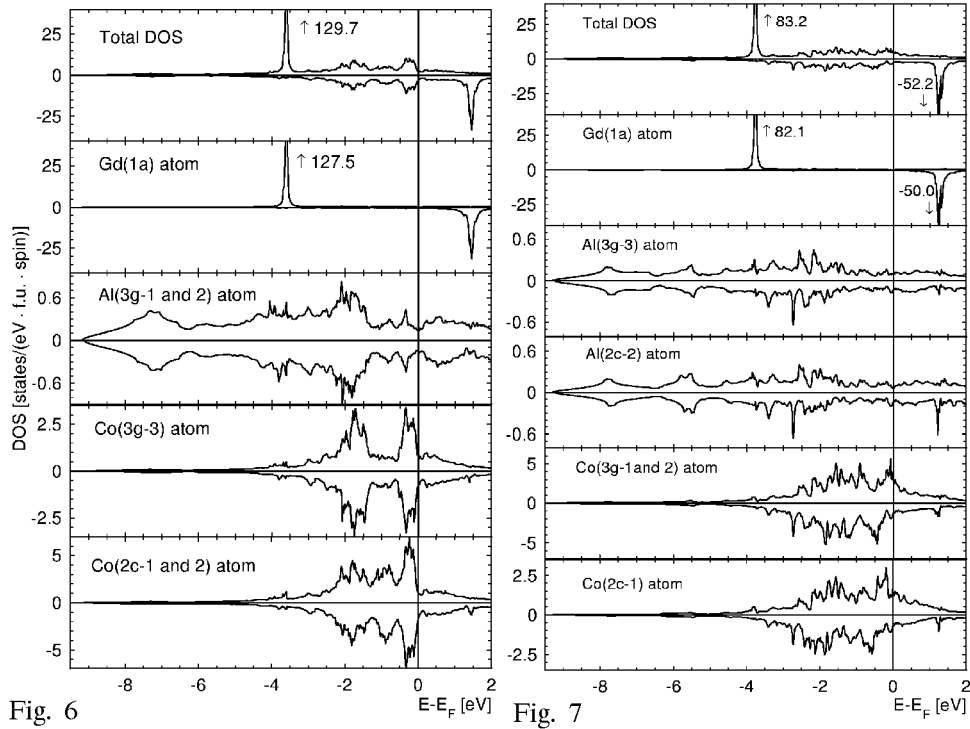 Total DOS
↑ 129.7
25
0
-25
Gd(1a) atom
↑ 127.5
25
0
-25
Al(3g-1 and 2) atom
0.6
0
-0.6
Co(3g-3) atom
2.5
0
-2.5
Co(2c-1 and 2) atom
5
0
-5
DOS [states/(eV · f.u. · spin)]
-8 -6 -4 -2 0 2
E-E_F [eV]
Fig. 6
Total DOS
↑ 83.2
25
0
-25
-52.2
↓
Gd(1a) atom
↑ 82.1
25
0
-25
-50.0
↓
Al(3g-3) atom
0.6
0
-0.6
Al(2c-2) atom
0.6
0
-0.6
Co(3g-1and 2) atom
5
0
-5
Co(2c-1) atom
2.5
0
-2.5
-8 -6 -4 -2 0 2
E-E_F [eV]
Fig. 7